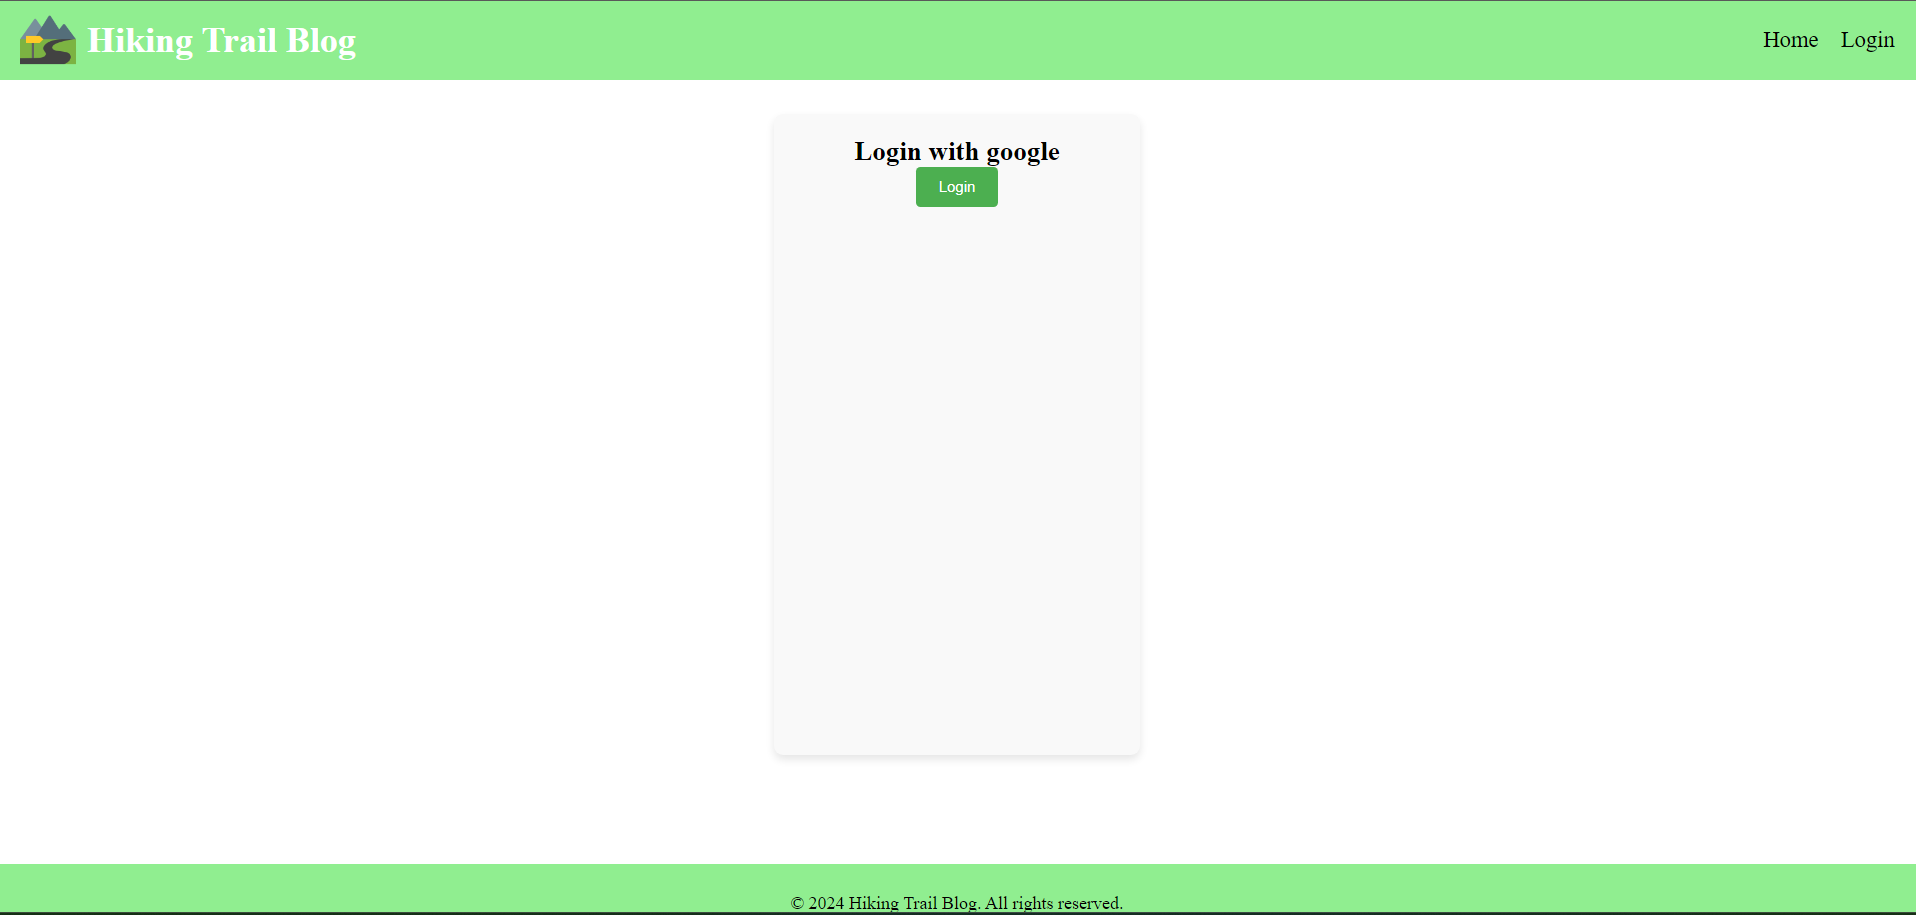 Hiking Trail Blog
Home Login
Login with google
Login
© 2024 Hiking Trail Blog. All rights reserved.